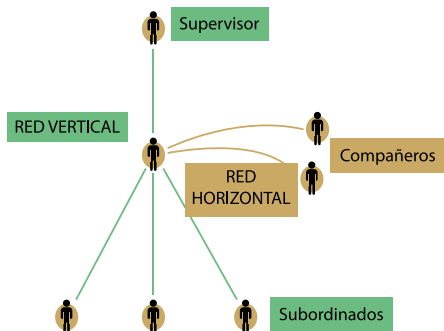 Supervisor
RED VERTICAL
Compañeros
RED
HORIZONTAL
Subordinados